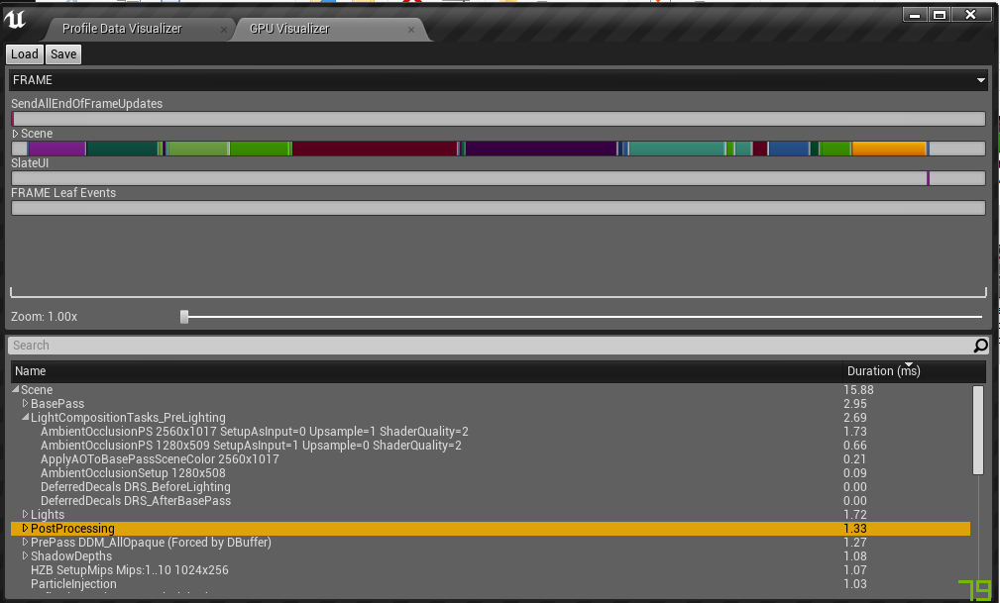 Profile Data Visualizer
GPU Visualizer
Load Save
FRAME
SendAllEndOfFrameUpdates
Scene
SlateUI
FRAME Leaf Events
Zoom: 1.00x
Search
Name Duration (ms)
Scene 15.88
BasePass 2.95
LightCompositionTasks_PreLighting 2.69
AmbientOcclusionPS 2560x1017 SetupAsInput=0 Upsample=1 ShaderQuality=2 1.73
AmbientOcclusionPS 1280x509 SetupAsInput=1 Upsample=0 ShaderQuality=2 0.66
ApplyAOToBasePassSceneColor 2560x1017 0.21
AmbientOcclusionSetup 1280x508 0.09
DeferredDecals DRS_BeforeLighting 0.00
DeferredDecals DRS_AfterBasePass 0.00
Lights 1.72
PostProcessing 1.33
PrePass DDM_AllOpaque (Forced by DBuffer) 1.27
ShadowDepths 1.08
HZB SetupMips Mips:1..10 1024x256 1.07
ParticleInjection 1.03
79